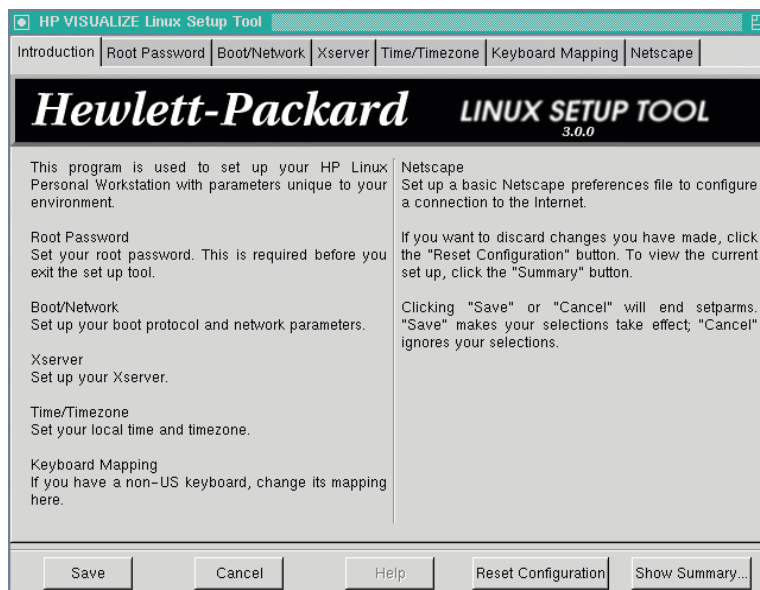 HP VISUALIZE Linux Setup Tool
Introduction Root Password Boot/Network Xserver Time/Timezone Keyboard Mapping Netscape
Hewlett-Packard LINUX SETUP TOOL
3.0.0
This program is used to set up your HP Linux
Personal Workstation with parameters unique to your
environment.
Root Password
Set your root password. This is required before you
exit the set up tool.
Boot/Network
Set up your boot protocol and network parameters.
Xserver
Set up your Xserver.
Time/Timezone
Set your local time and timezone.
Keyboard Mapping
If you have a non-US keyboard, change its mapping
here.
Netscape
Set up a basic Netscape preferences file to configure
a connection to the Internet.
If you want to discard changes you have made, click
the "Reset Configuration" button. To view the current
set up, click the "Summary" button.
Clicking "Save" or "Cancel" will end setparms.
"Save" makes your selections take effect; "Cancel"
ignores your selections.
Save Cancel Help Reset Configuration Show Summary...